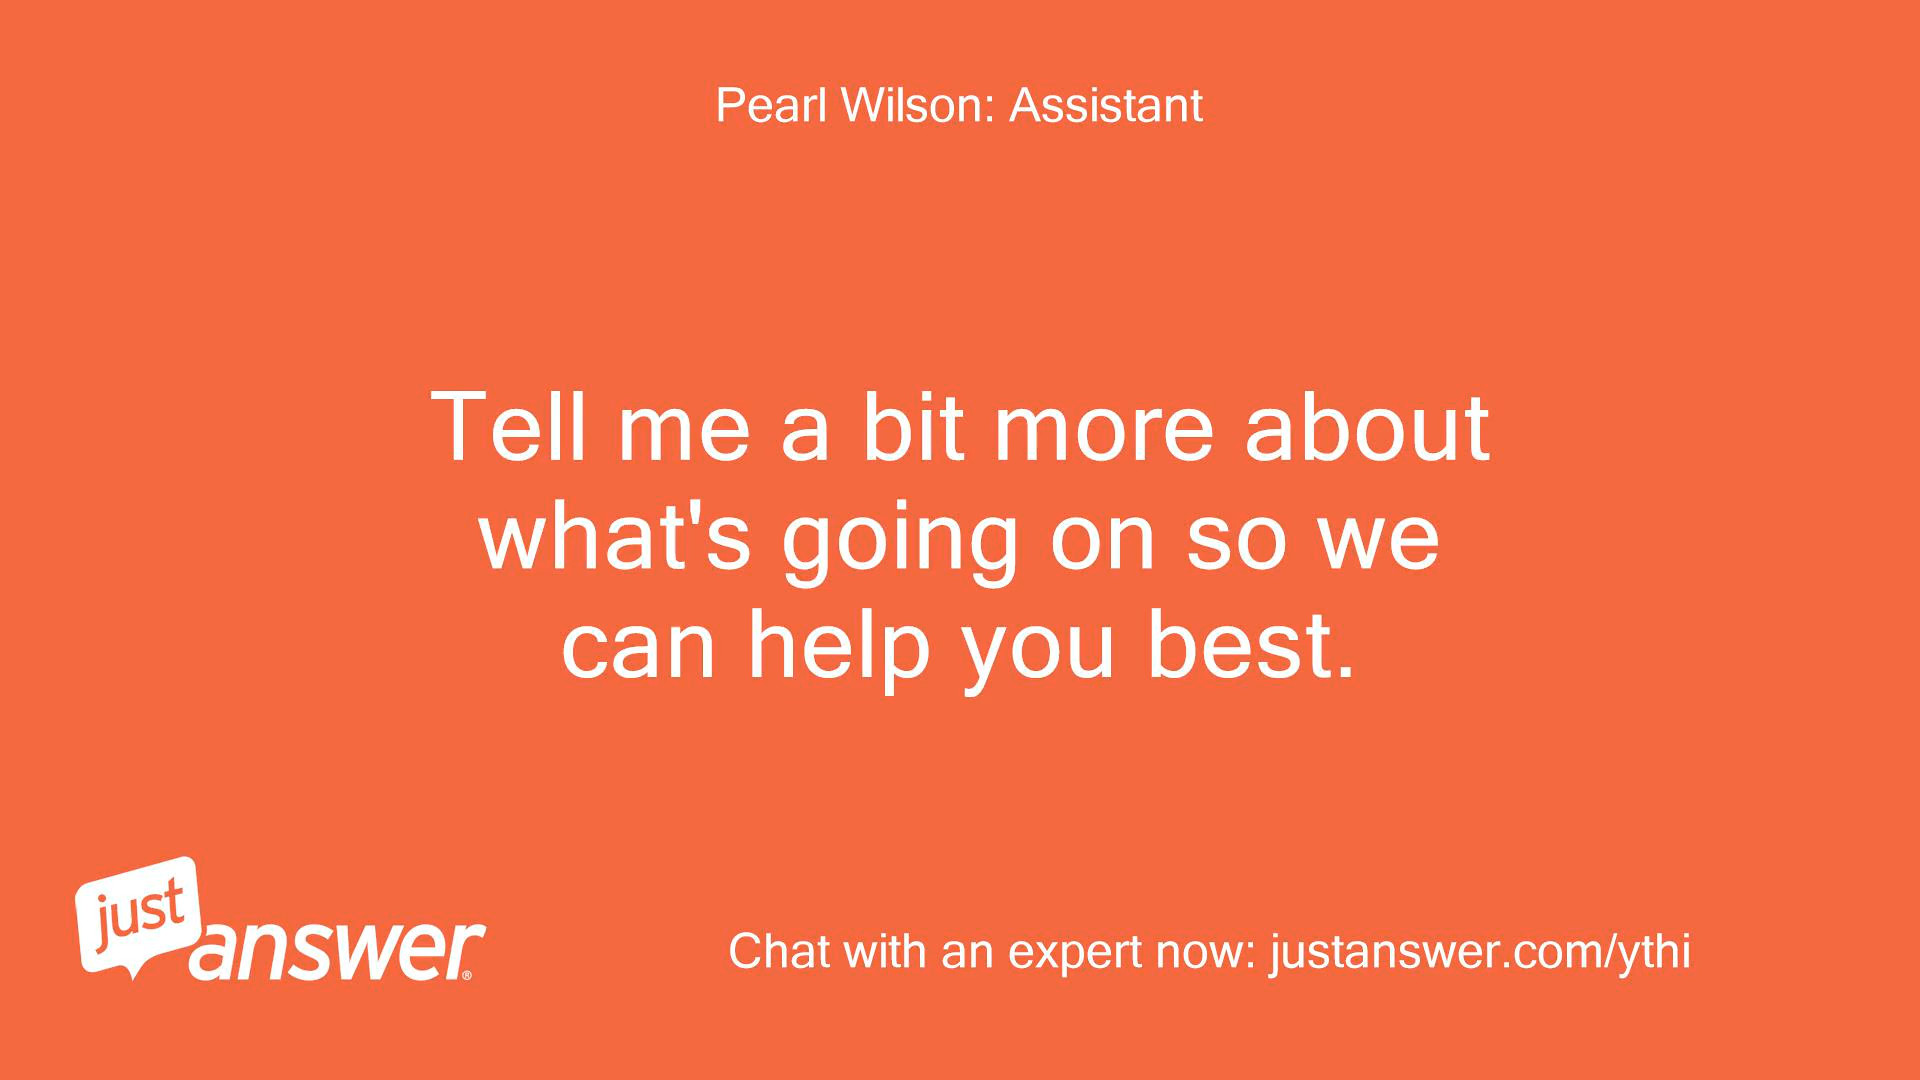 Pearl Wilson: Assistant
Tell me a bit more about
what's going on so we
can help you best.
just
answer®
Chat with an expert now: justanswer.com/ythi